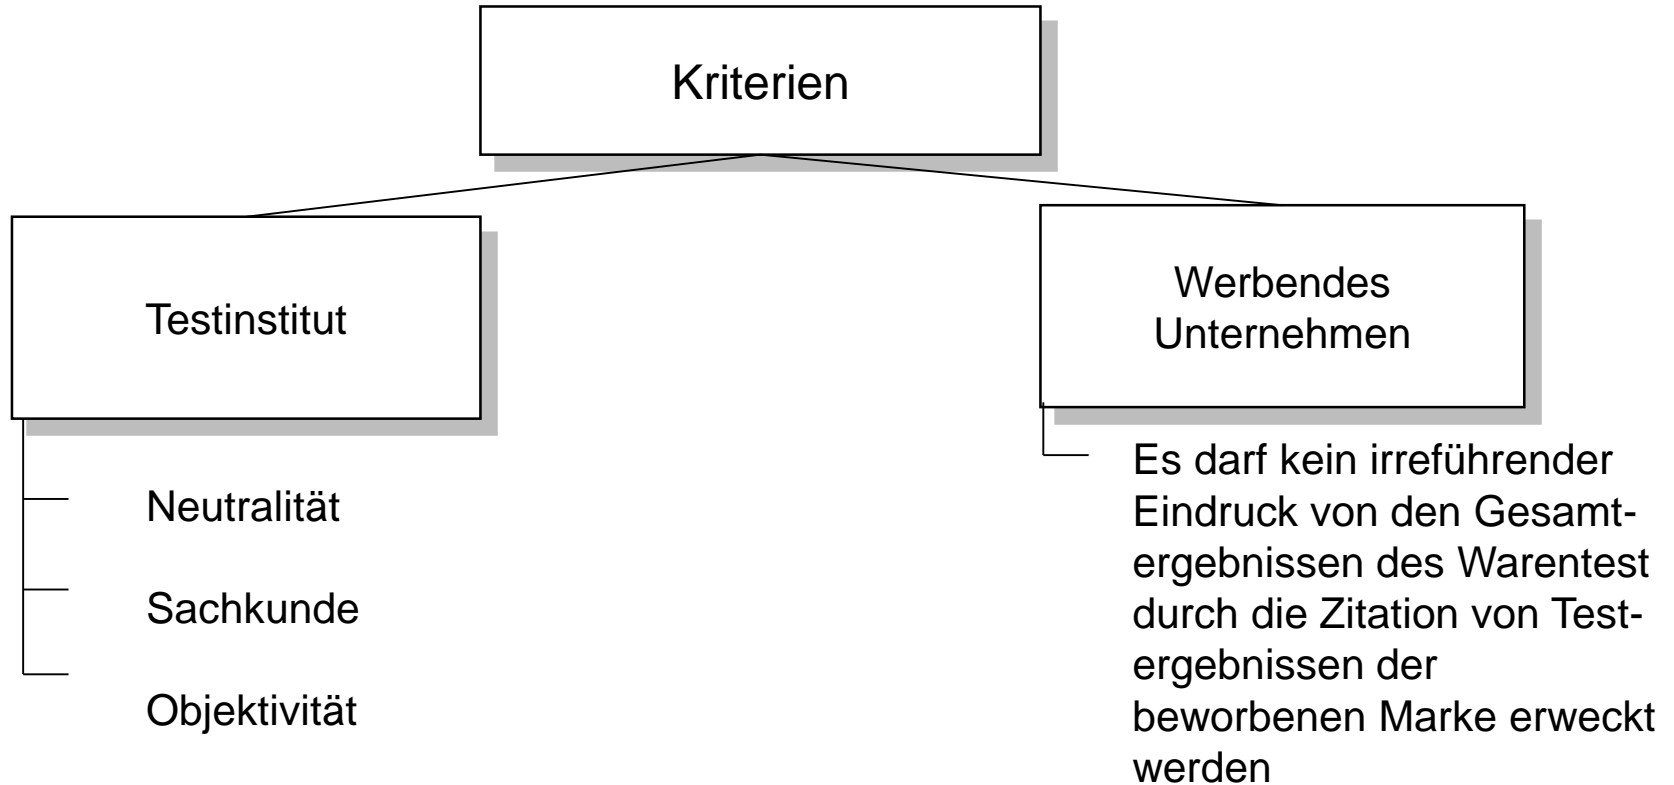 Kriterien
Testinstitut
Neutralität
Sachkunde
Objektivität
Werbendes
Unternehmen
Es darf kein irreführender
Eindruck von den Gesamt-
ergebnissen des Warentest
durch die Zitation von Test-
ergebnissen der
beworbenen Marke erweckt
werden